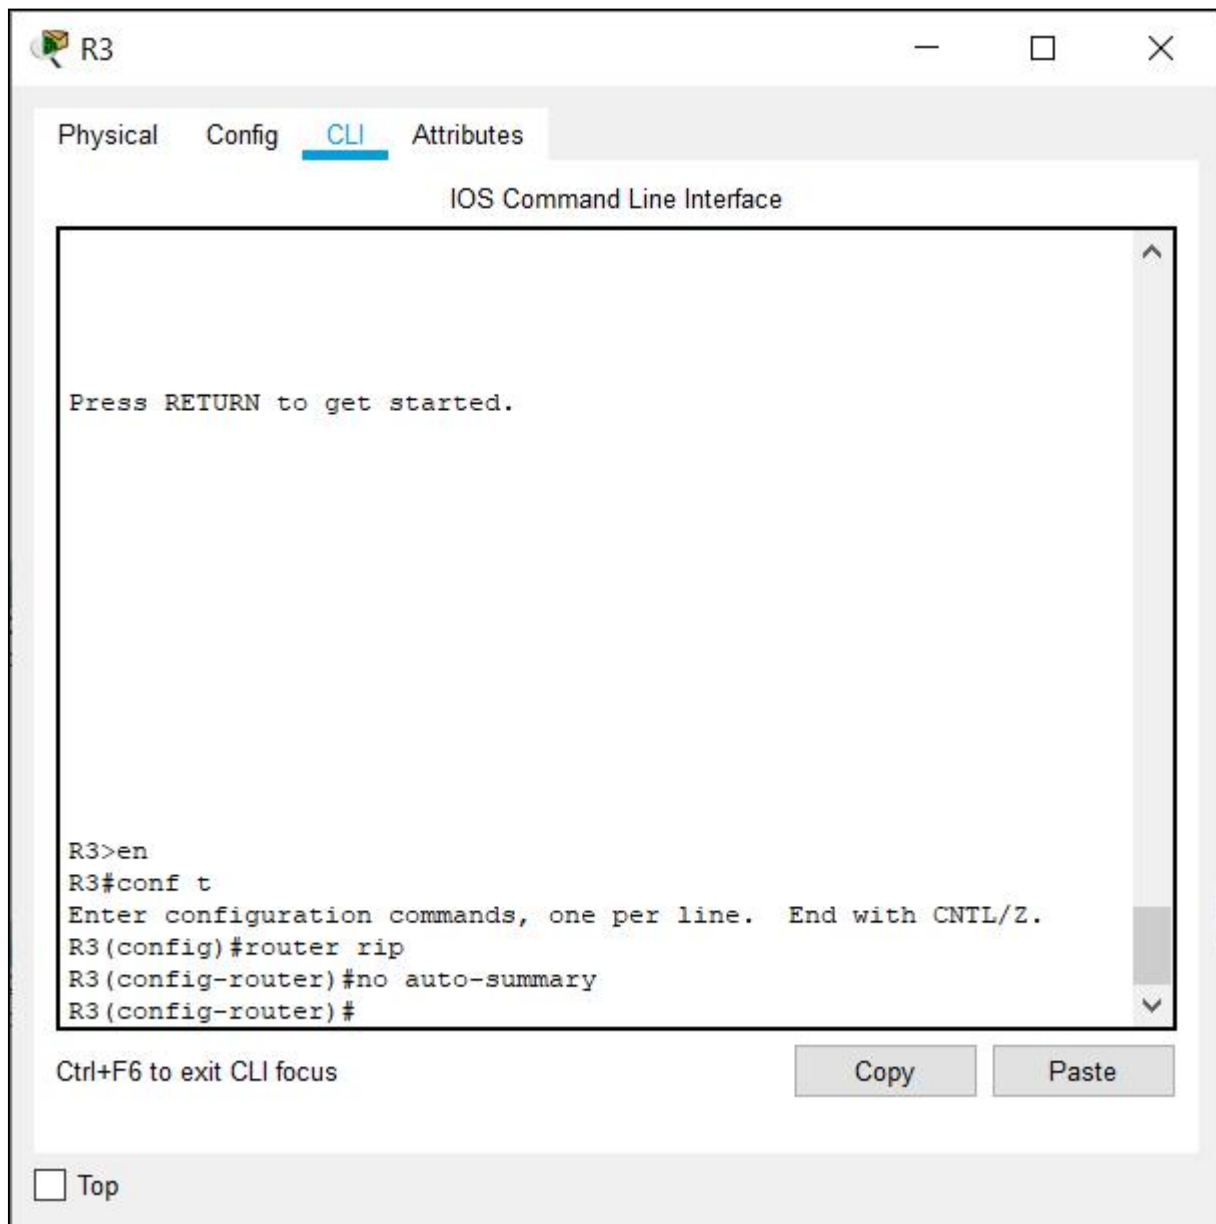 R3
Physical Config CLI Attributes
IOS Command Line Interface
Press RETURN to get started.
R3>en
R3#conf t
Enter configuration commands, one per line.  End with CNTL/Z.
R3(config)#router rip
R3(config-router)#no auto-summary
R3(config-router)#
Ctrl+F6 to exit CLI focus Copy Paste
Top